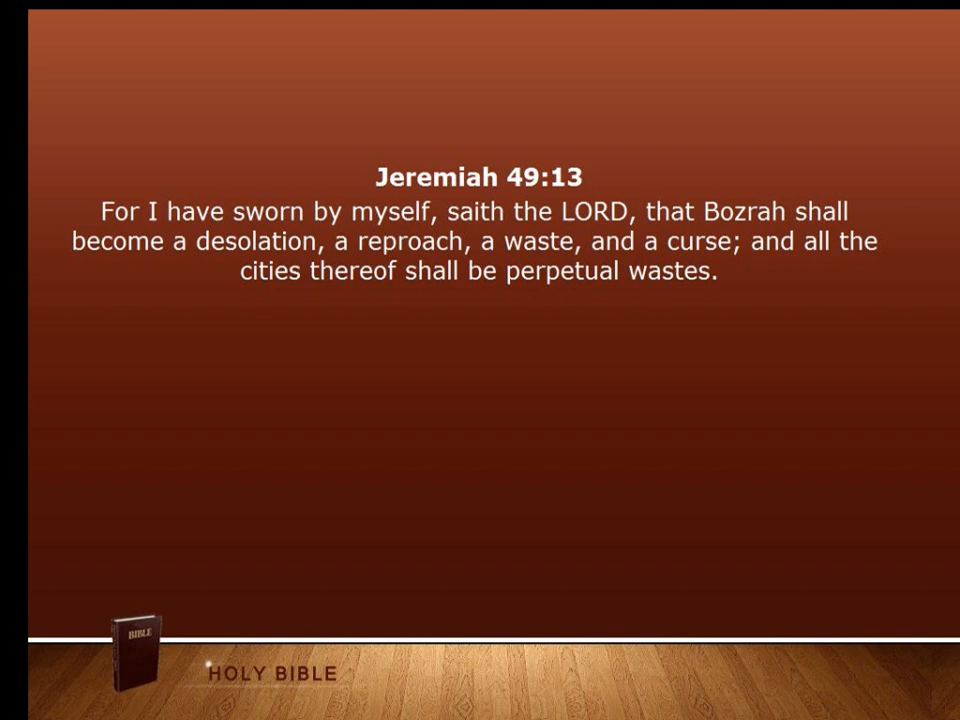 Jeremiah 49:13
For I have sworn by myself, saith the LORD, that Bozrah shall
become a desolation, a reproach, a waste, and a curse; and all the
cities thereof shall be perpetual wastes.
BIBLE
HOLY BIBLE